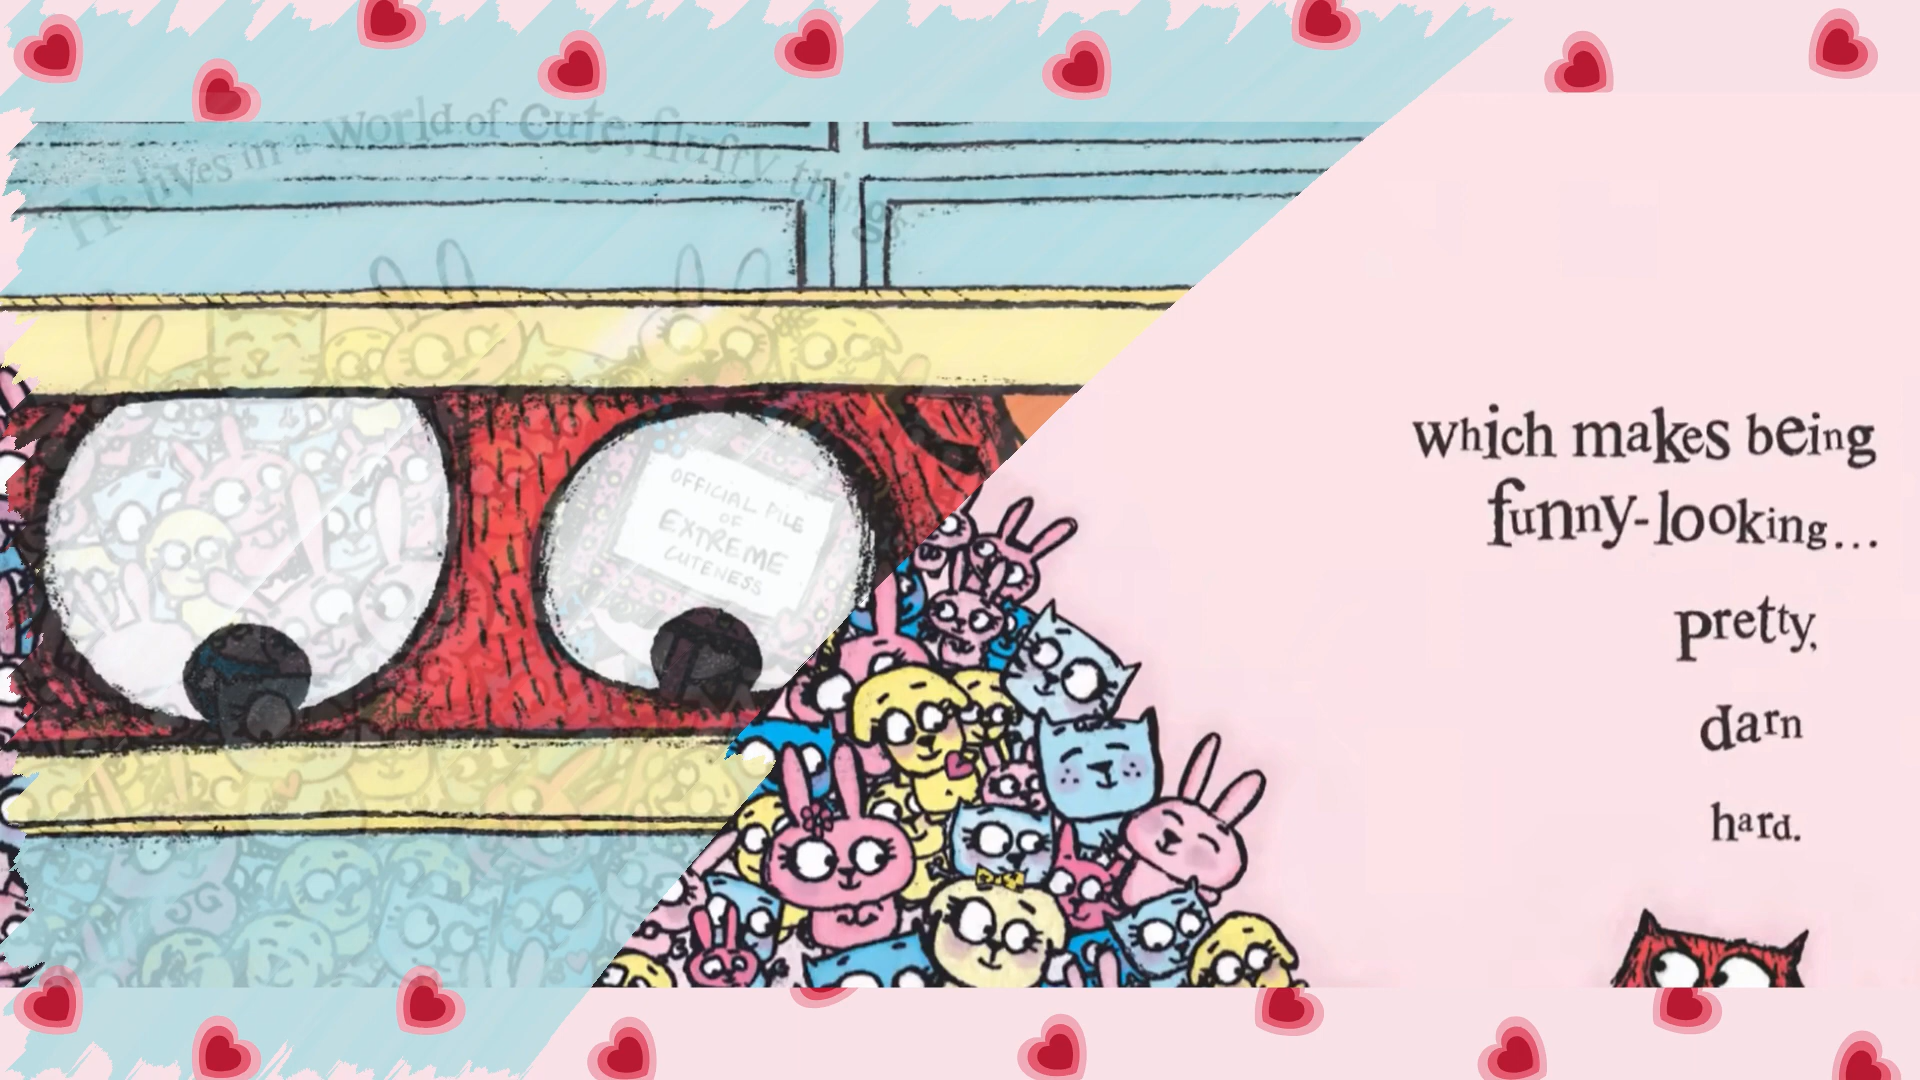 He lives in a world of cute, fluffy things,
OFFICIAL PILE
OF
EXTREME
CUTENESS
which makes being
funny-looking...
pretty,
darn
hard.